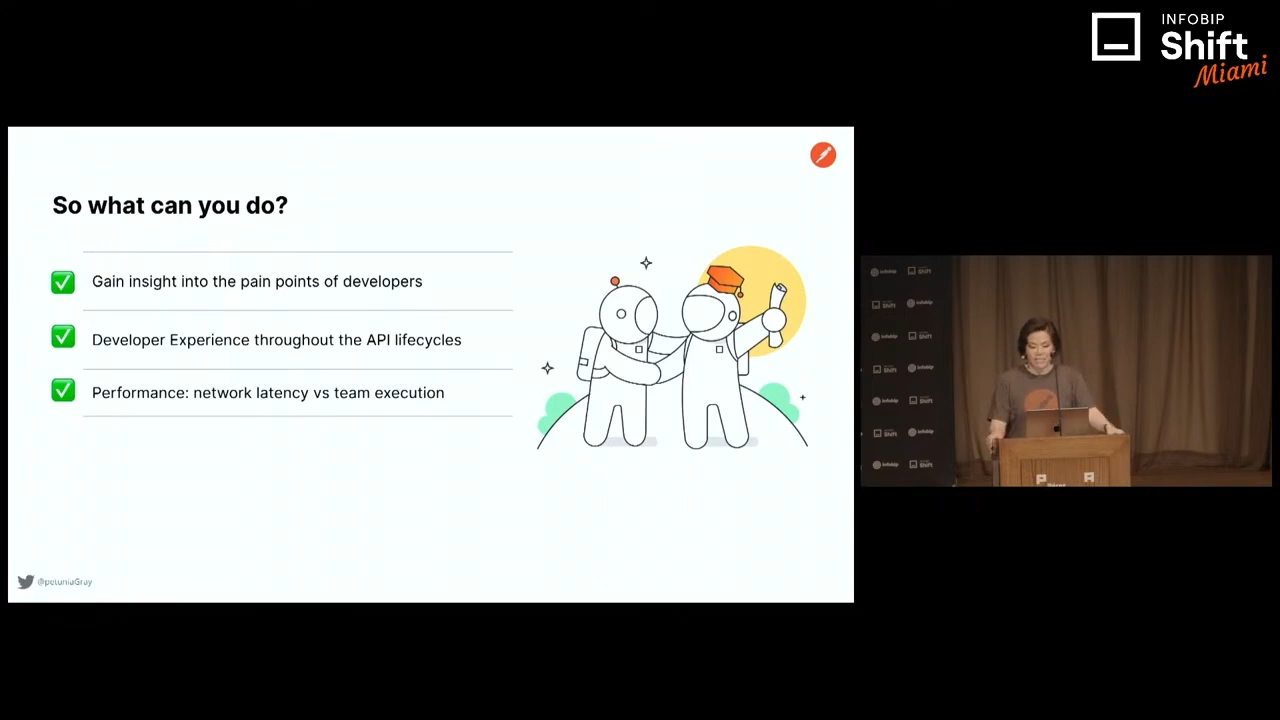 INFOBIP
Shift
Miami
So what can you do?
Gain insight into the pain points of developers
Developer Experience throughout the API lifecycles
Performance: network latency vs team execution
@petuniaGray